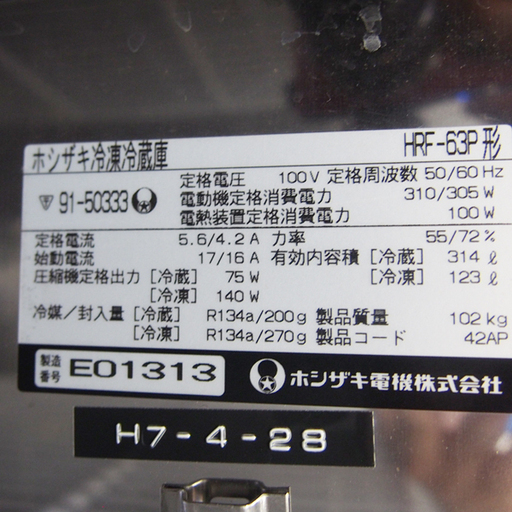 ホシザキ冷凍冷蔵庫 HRF-63P 形
91-50333
定格電圧 100V 定格周波数 50/60 Hz
電動機定格消費電力 310/305 W
電熱装置定格消費電力 100 W
定格電流 5.6/4.2 A 力率 55/72 %
始動電流 17/16 A 有効内容積 [冷蔵] 314 ℓ
圧縮機定格出力 [冷蔵] 75 W [冷凍] 123 ℓ
[冷凍] 140 W
冷媒/封入量 [冷蔵] R134a/200g 製品質量 102 kg
[冷凍] R134a/270g 製品コード 42AP
製造番号 E01313 ホシザキ電機株式会社
H7-4-28